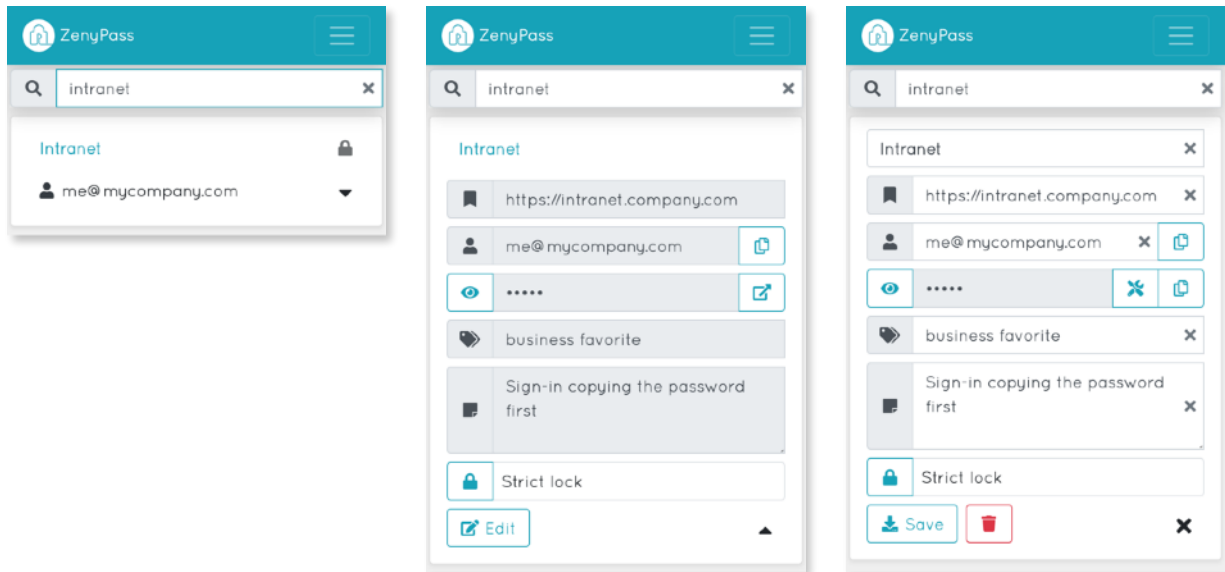 ZenyPass
intranet
Intranet
me@mycompany.com
ZenyPass
intranet
Intranet
https://intranet.company.com
me@mycompany.com
•••••
business favorite
Sign-in copying the password
first
Strict lock
Edit
ZenyPass
intranet
Intranet
https://intranet.company.com
me@mycompany.com
•••••
business favorite
Sign-in copying the password
first
Strict lock
Save